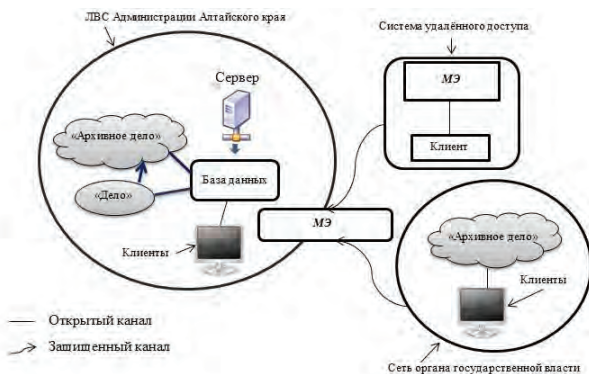 ЛВС Администрации Алтайского края
Система удалённого доступа
Сервер
МЭ
«Архивное дело»
Клиент
База данных
«Дело»
МЭ
«Архивное дело»
Клиенты
Клиенты
Открытый канал
Защищенный канал
Сеть органа государственной власти